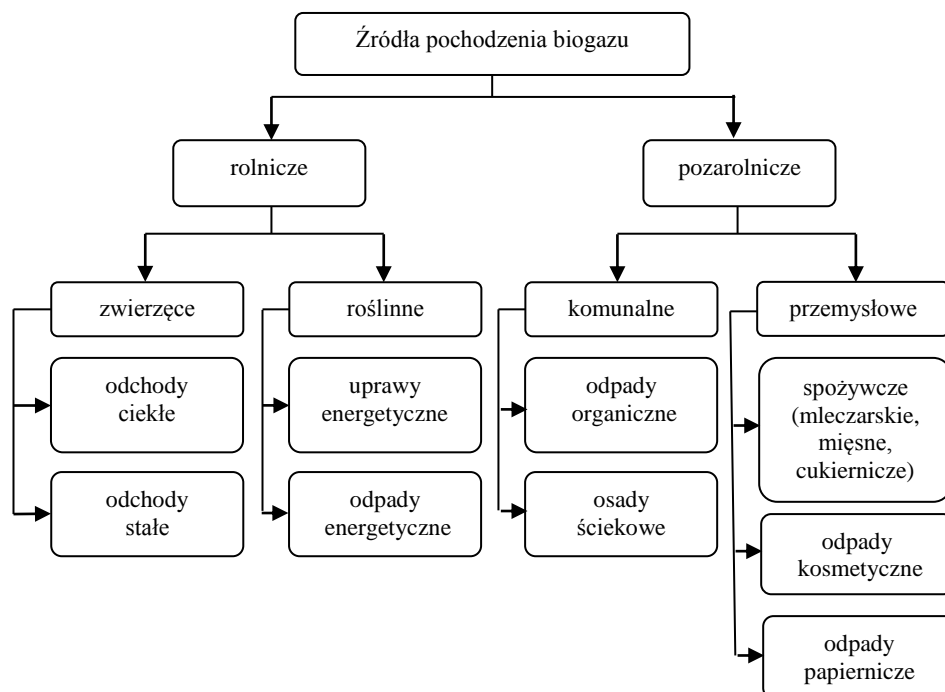 Źródła pochodzenia biogazu
rolnicze
pozarolnicze
zwierzęce
roślinne
komunalne
przemysłowe
odchody
ciekłe
uprawy
energetyczne
odpady
organiczne
spożywcze
(mleczarskie,
mięsne,
cukiernicze)
odchody
stałe
odpady
energetyczne
osady
ściekowe
odpady
kosmetyczne
odpady
papiernicze